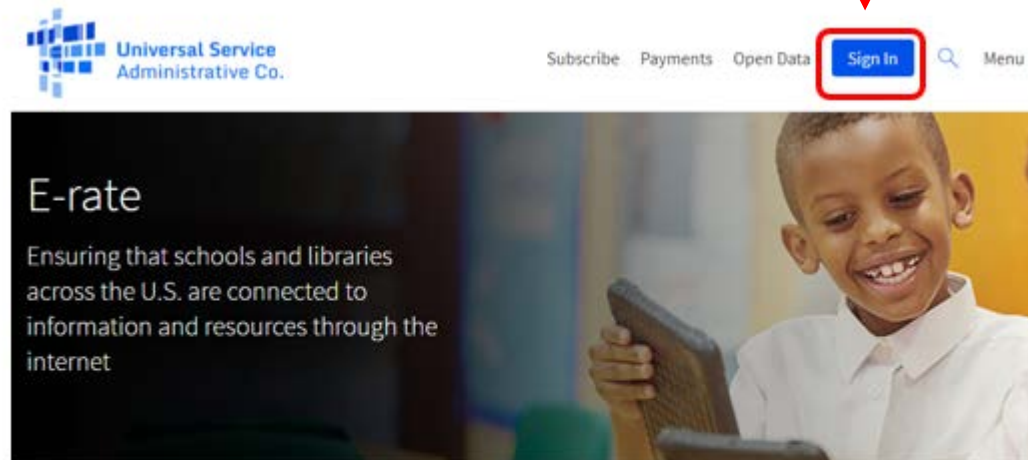 Universal Service
Administrative Co.
Subscribe Payments Open Data Sign In Menu
E-rate
Ensuring that schools and libraries
across the U.S. are connected to
information and resources through the
internet